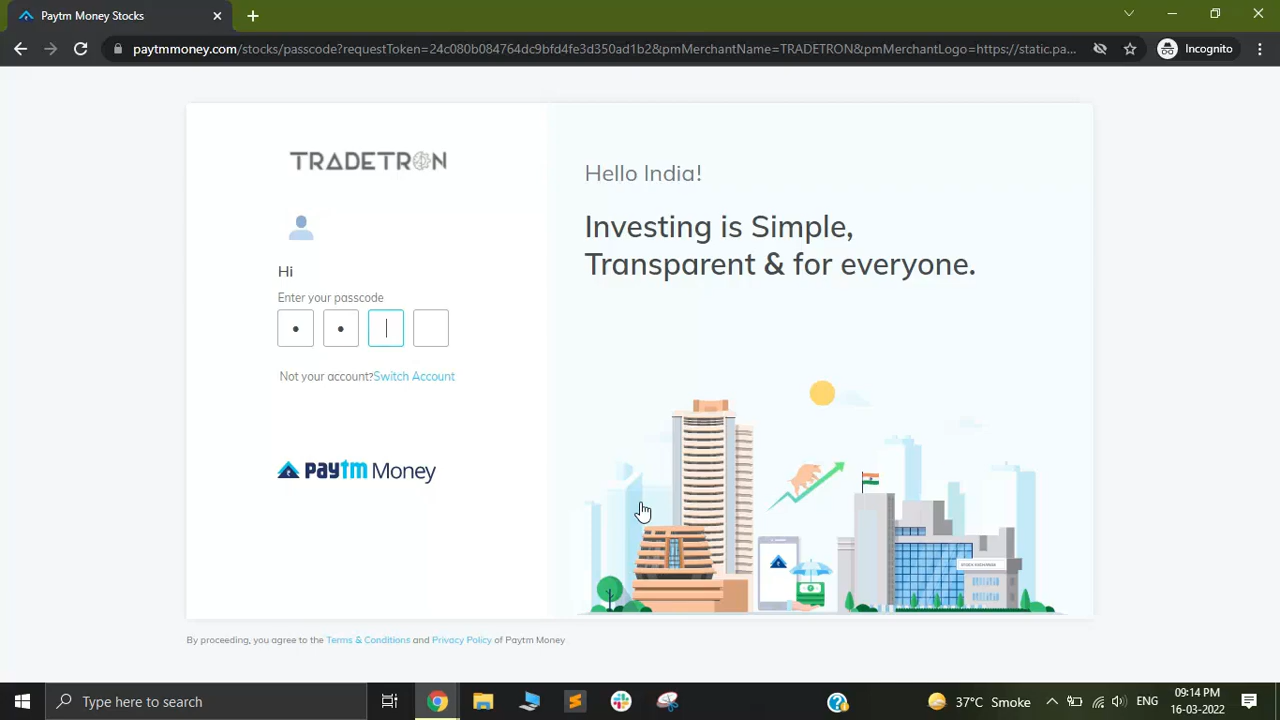 Paytm Money Stocks
paytmmoney.com/stocks/passcode?requestToken=24c080b084764dc9bfd4fe3d350ad1b2&pmMerchantName=TRADETRON&pmMerchantLogo=https://static.pa...
Incognito
TRADETRON
Hi
Enter your passcode
Not your account?Switch Account
paytm Money
Hello India!
Investing is Simple,
Transparent & for everyone.
STOCK EXCHANGE
By proceeding, you agree to the Terms & Conditions and Privacy Policy of Paytm Money
Type here to search
37°C Smoke
ENG
09:14 PM
16-03-2022